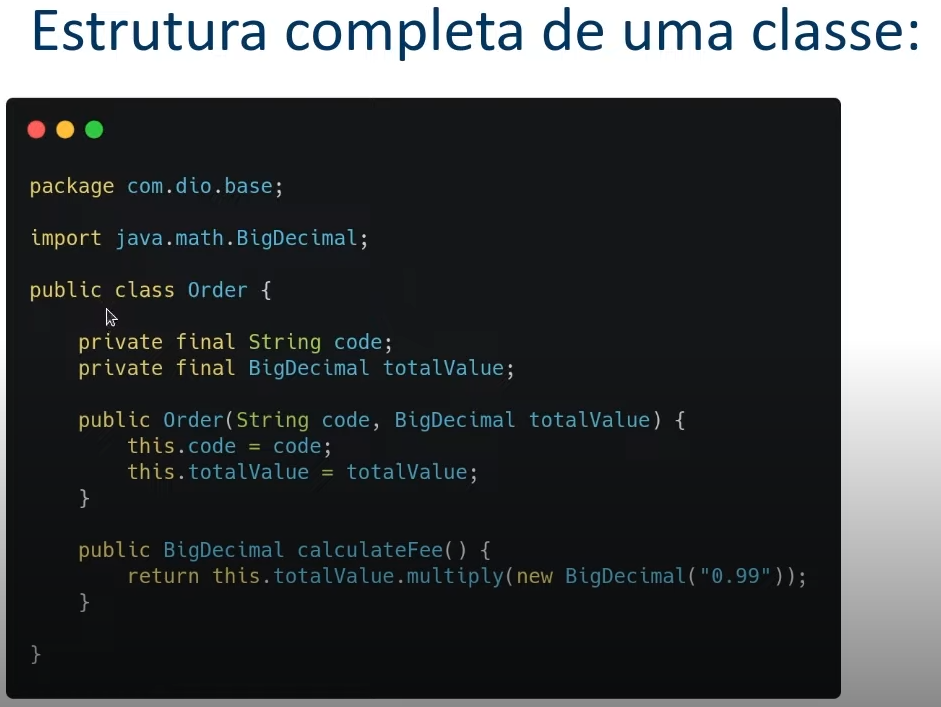 Estrutura completa de uma classe:
package com.dio.base;
import java.math.BigDecimal;
public class Order {
private final String code;
private final BigDecimal totalValue;
public Order(String code, BigDecimal totalValue) {
this.code = code;
this.totalValue = totalValue;
}
public BigDecimal calculateFee() {
return this.totalValue.multiply(new BigDecimal("0.99"));
}
}